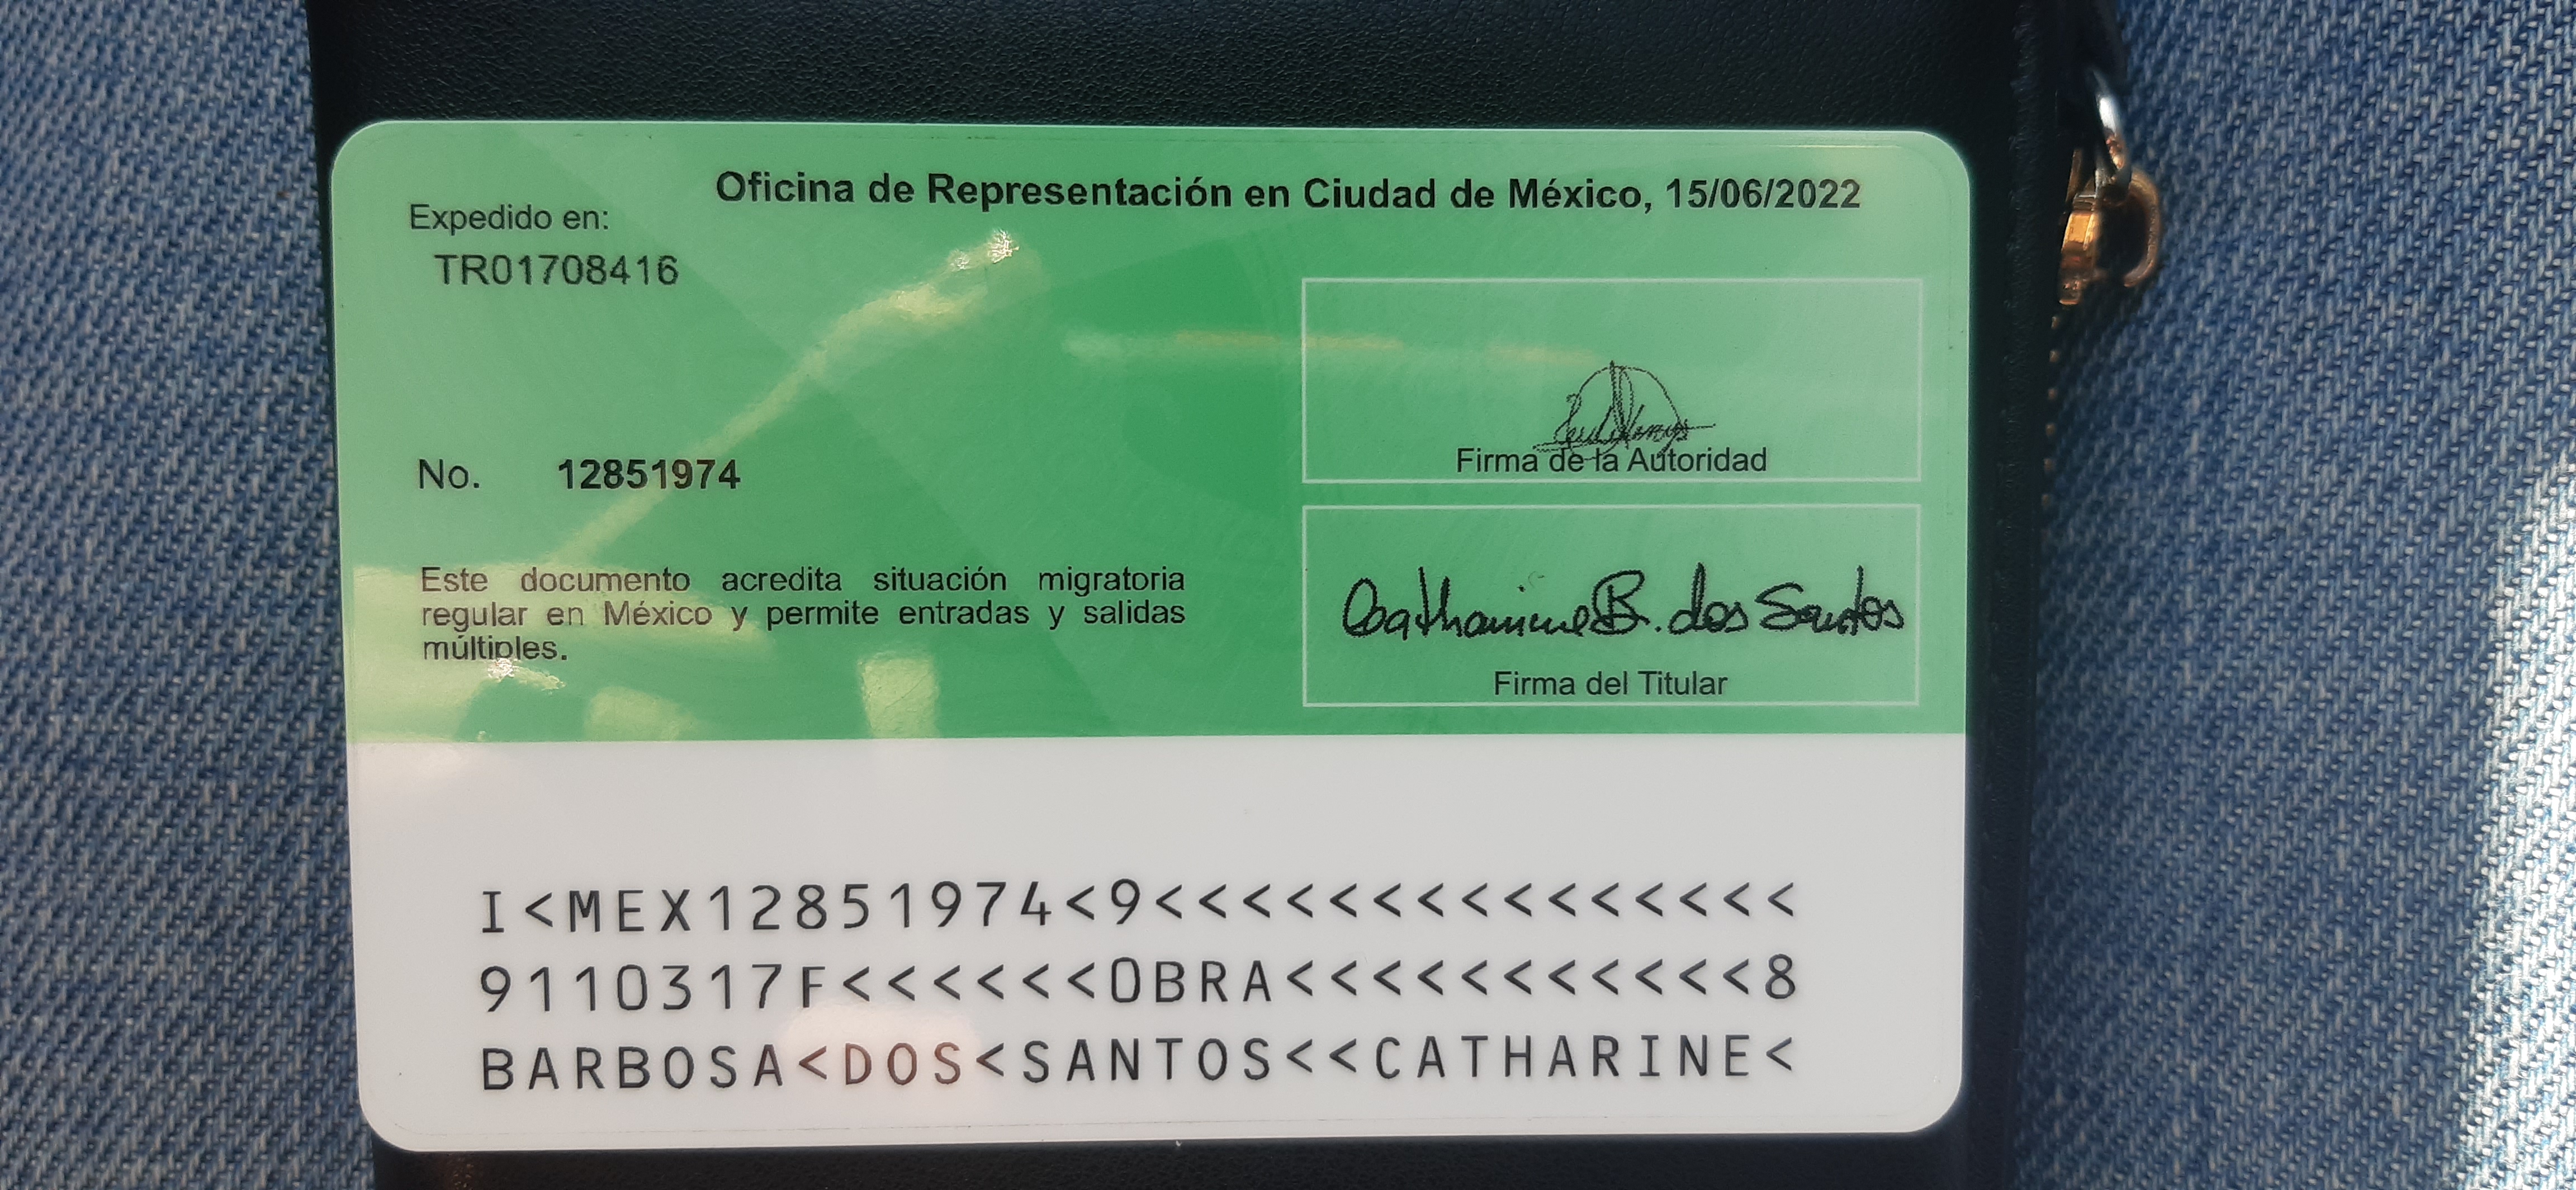 Oficina de Representación en Ciudad de México, 15/06/2022
Expedido en:
TR01708416
No. 12851974
Firma de la Autoridad
Este documento acredita situación migratoria
regular en México y permite entradas y salidas
múltiples.
Catharine B. dos Santos
Firma del Titular
I<MEX12851974<9<<<<<<<<<<<<<<<
9110317F<<<<<<0BRA<<<<<<<<<<<8
BARBOSA<DOS<SANTOS<<CATHARINE<